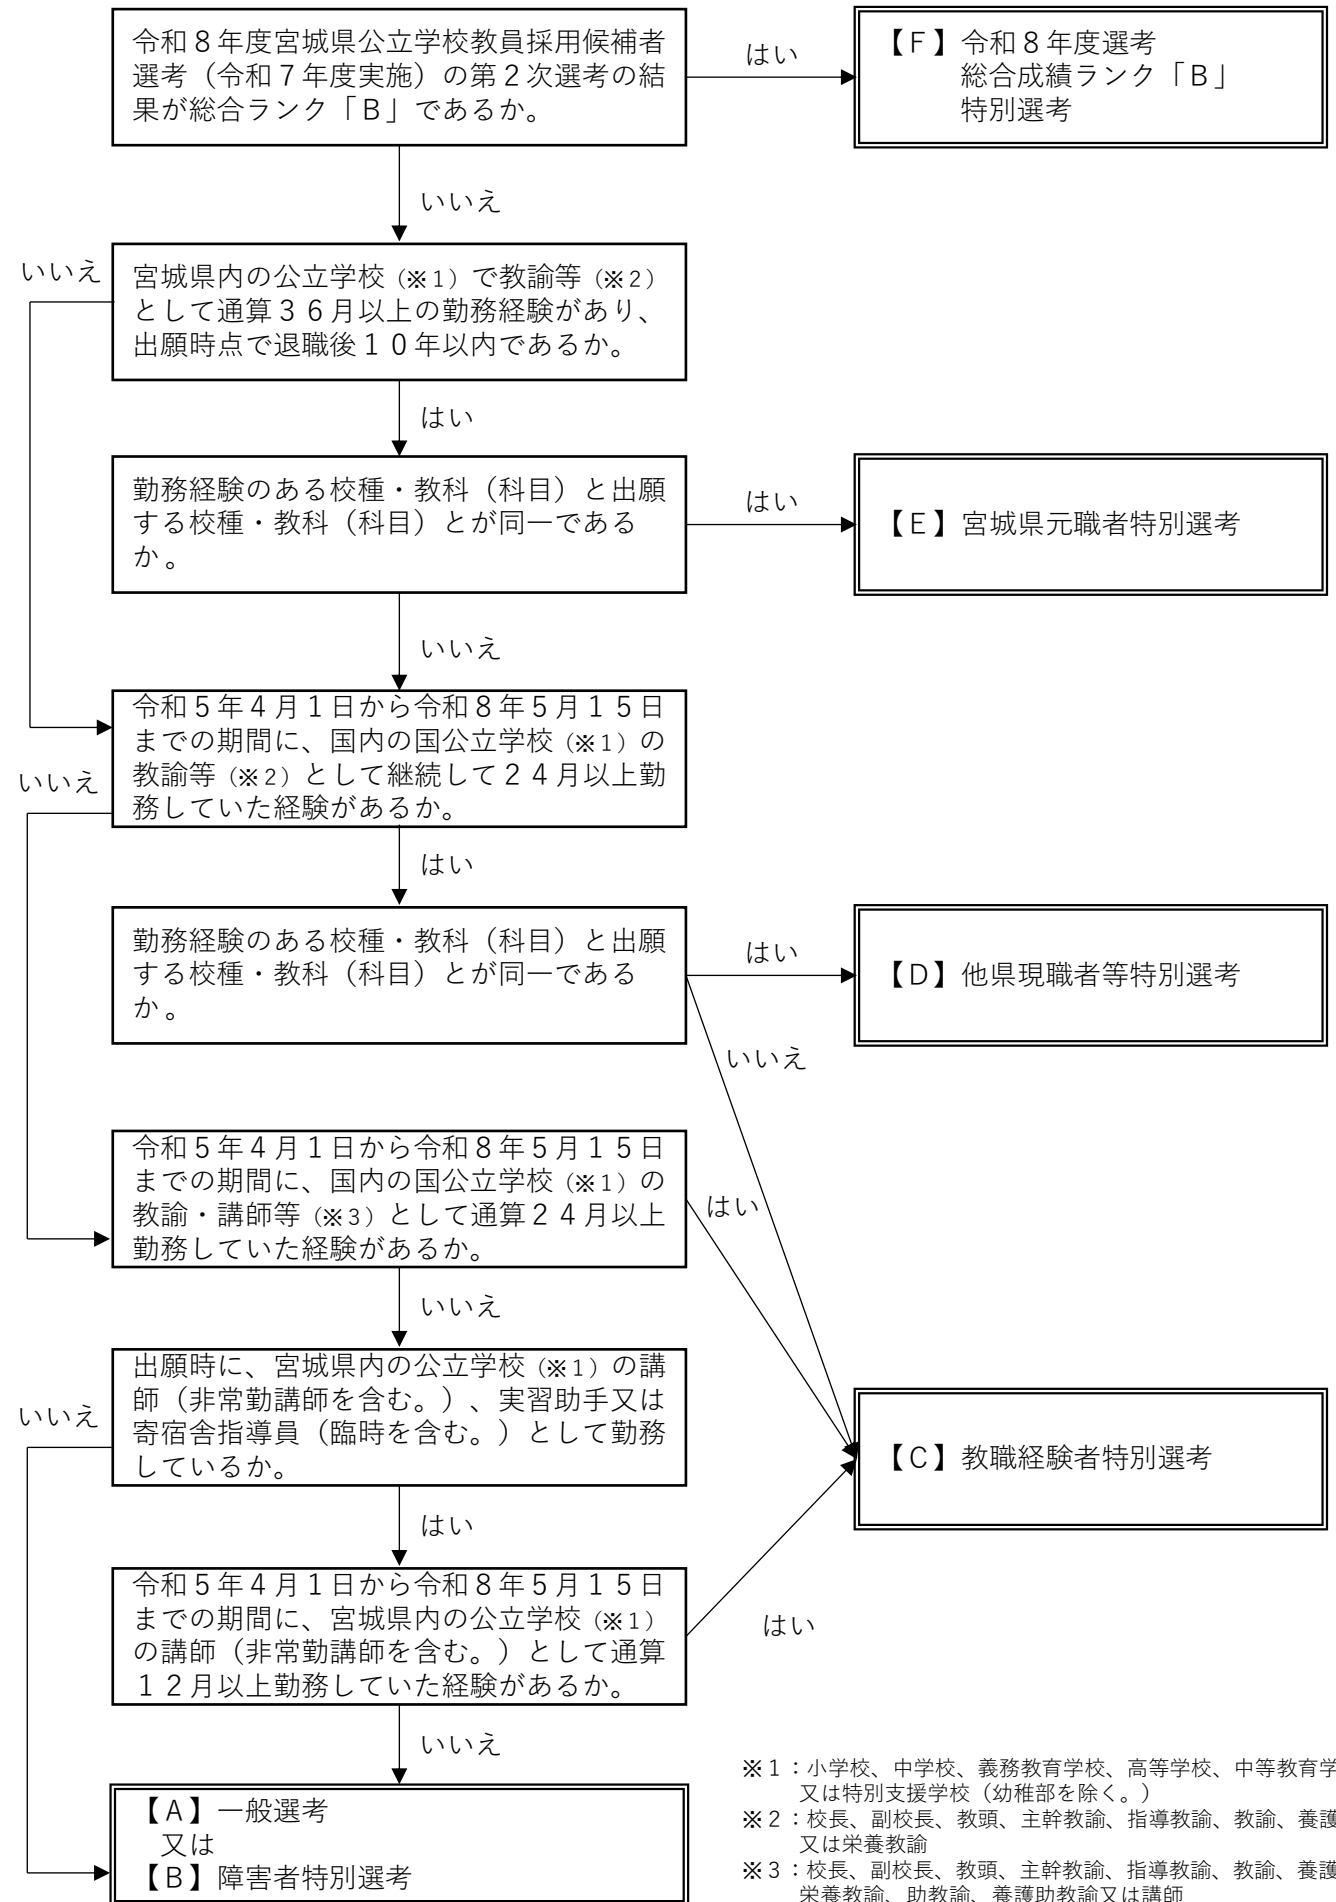 令和８年度宮城県公立学校教員採用候補者
選考（令和７年度実施）の第２次選考の結
果が総合ランク「Ｂ」であるか。
はい
【Ｆ】令和８年度選考
総合成績ランク「Ｂ」
特別選考
いいえ
いいえ
宮城県内の公立学校（※1）で教諭等（※2）
として通算３６月以上の勤務経験があり、
出願時点で退職後１０年以内であるか。
はい
勤務経験のある校種・教科（科目）と出願
する校種・教科（科目）とが同一である
か。
はい
【Ｅ】宮城県元職者特別選考
いいえ
令和５年４月１日から令和８年５月１５日
までの期間に、国内の国公立学校（※1）の
教諭等（※2）として継続して２４月以上勤
務していた経験があるか。
いいえ
はい
勤務経験のある校種・教科（科目）と出願
する校種・教科（科目）とが同一である
か。
はい
【Ｄ】他県現職者等特別選考
いいえ
令和５年４月１日から令和８年５月１５日
までの期間に、国内の国公立学校（※1）の
教諭・講師等（※3）として通算２４月以上
勤務していた経験があるか。
はい
いいえ
出願時に、宮城県内の公立学校（※1）の講
師（非常勤講師を含む。）、実習助手又は
寄宿舎指導員（臨時を含む。）として勤務
しているか。
いいえ
【Ｃ】教職経験者特別選考
はい
令和５年４月１日から令和８年５月１５日
までの期間に、宮城県内の公立学校（※1）
の講師（非常勤講師を含む。）として通算
１２月以上勤務していた経験があるか。
はい
いいえ
【Ａ】一般選考
又は
【Ｂ】障害者特別選考
※１：小学校、中学校、義務教育学校、高等学校、中等教育学
又は特別支援学校（幼稚部を除く。）
※２：校長、副校長、教頭、主幹教諭、指導教諭、教諭、養護
又は栄養教諭
※３：校長、副校長、教頭、主幹教諭、指導教諭、教諭、養護
栄養教諭、助教諭、養護助教諭又は講師